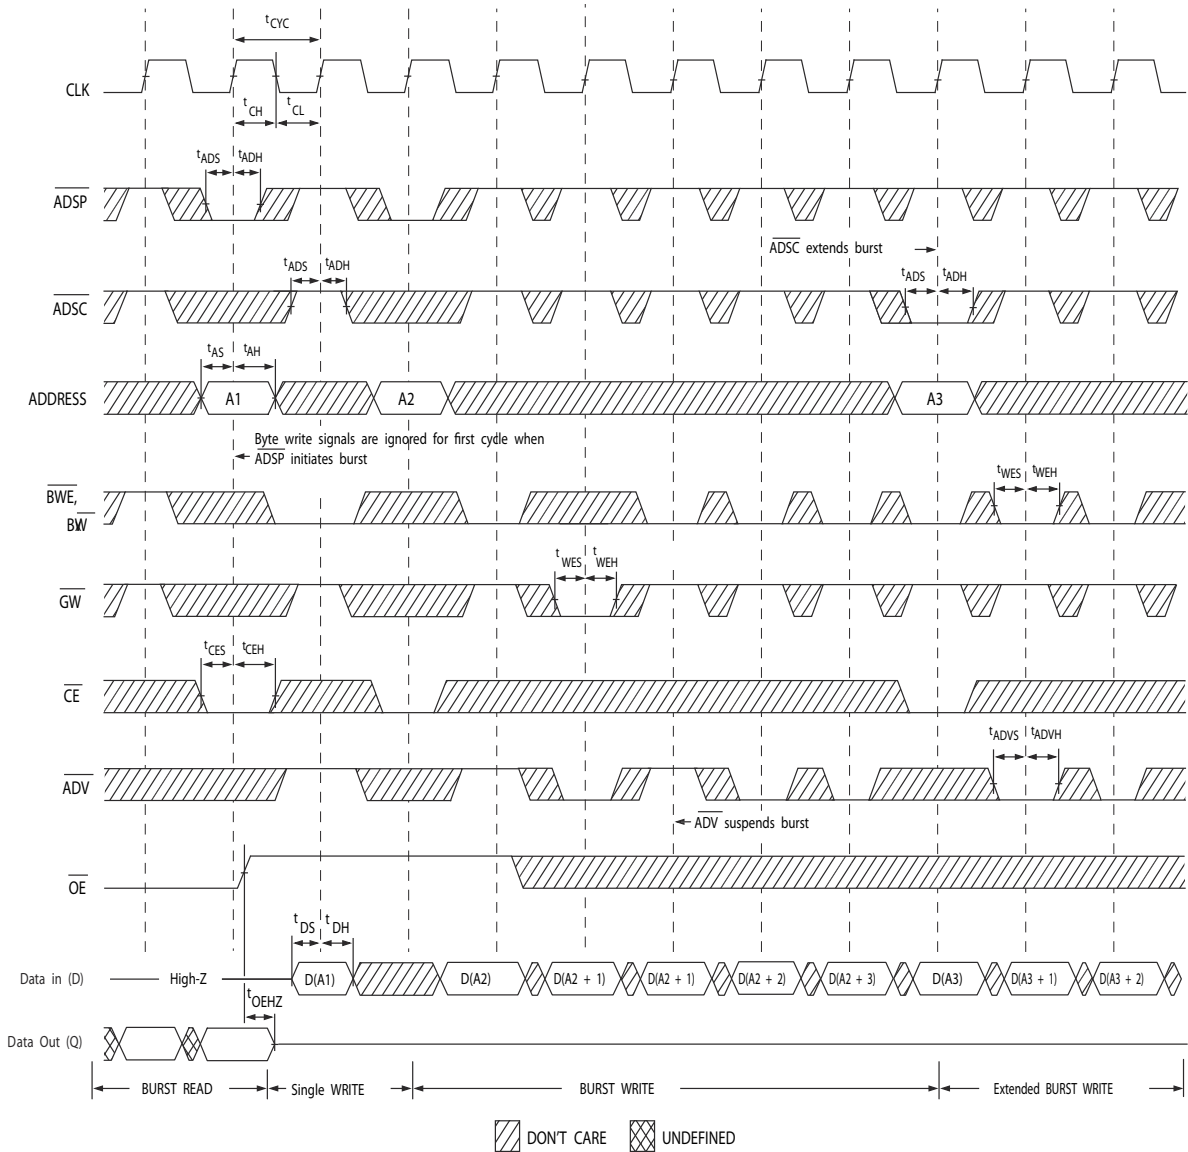 tCYC
CLK
tCH tCL
tADS tADH
ADSP
ADSC extends burst
tADS tADH
tADS tADH
ADSC
tAS tAH
ADDRESS A1 A2 A3
Byte write signals are ignored for first cycle when
ADSP initiates burst
tWES tWEH
BWE,
BWX
tWES tWEH
GW
tCES tCEH
CE
tADVS tADVH
ADV
ADV suspends burst
OE
tDS tDH
Data in (D) High-Z D(A1) D(A2) D(A2 + 1) D(A2 + 1) D(A2 + 2) D(A2 + 3) D(A3) D(A3 + 1) D(A3 + 2)
tOEHZ
Data Out (Q)
BURST READ Single WRITE BURST WRITE Extended BURST WRITE
DON'T CARE UNDEFINED